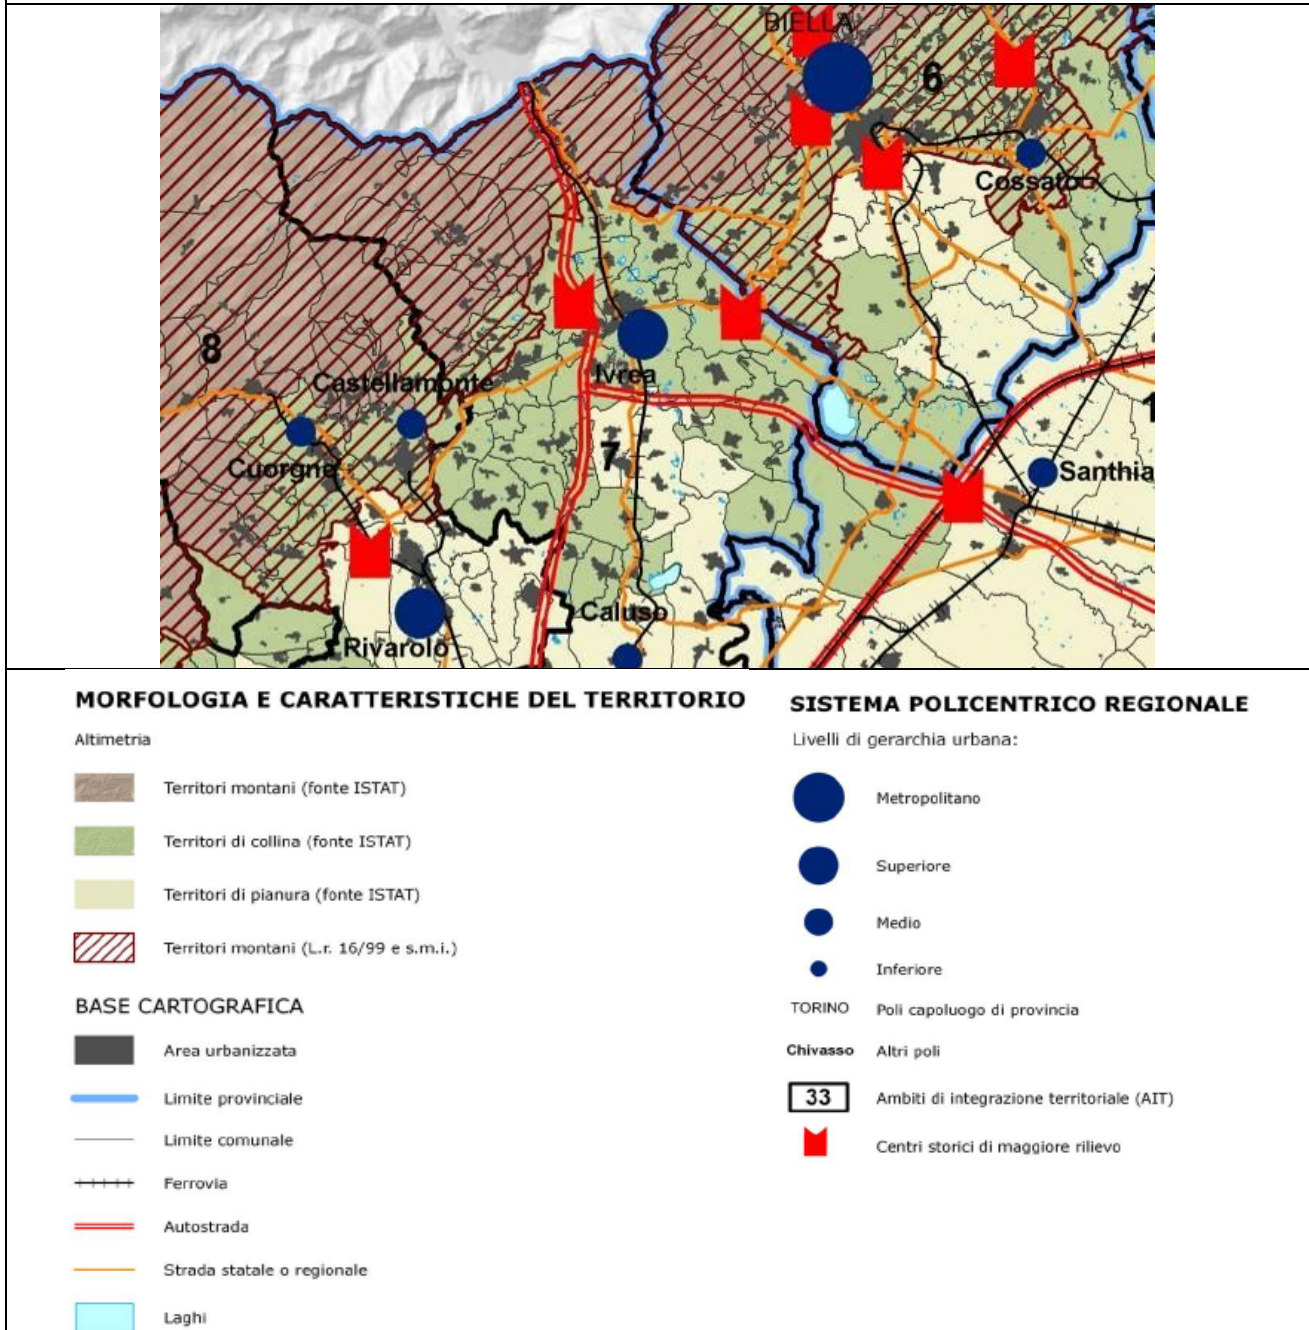 BIELLA
6
Cossato
8
Castellamonte
Ivrea
1
Cuorgne
7
Santhia
Caluso
Rivarolo
MORFOLOGIA E CARATTERISTICHE DEL TERRITORIO
Altimetria
Territori montani (fonte ISTAT)
Territori di collina (fonte ISTAT)
Territori di pianura (fonte ISTAT)
Territori montani (L.r. 16/99 e s.m.i.)
BASE CARTOGRAFICA
Area urbanizzata
Limite provinciale
Limite comunale
Ferrovia
Autostrada
Strada statale o regionale
Laghi
SISTEMA POLICENTRICO REGIONALE
Livelli di gerarchia urbana:
Metropolitano
Superiore
Medio
Inferiore
TORINO Poli capoluogo di provincia
Chivasso Altri poli
33 Ambiti di integrazione territoriale (AIT)
Centri storici di maggiore rilievo